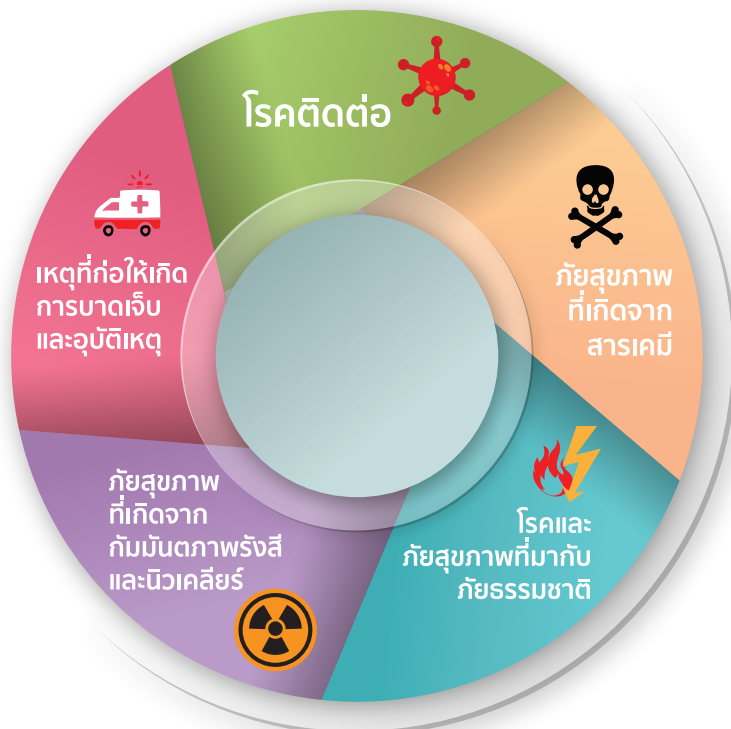 โรคติดต่อ
ภัยสุขภาพ
ที่เกิดจาก
สารเคมี
โรคและ
ภัยสุขภาพที่มากับ
ภัยธรรมชาติ
ภัยสุขภาพ
ที่เกิดจาก
กัมมันตภาพรังสี
และนิวเคลียร์
เหตุที่ก่อให้เกิด
การบาดเจ็บ
และอุบัติเหตุ